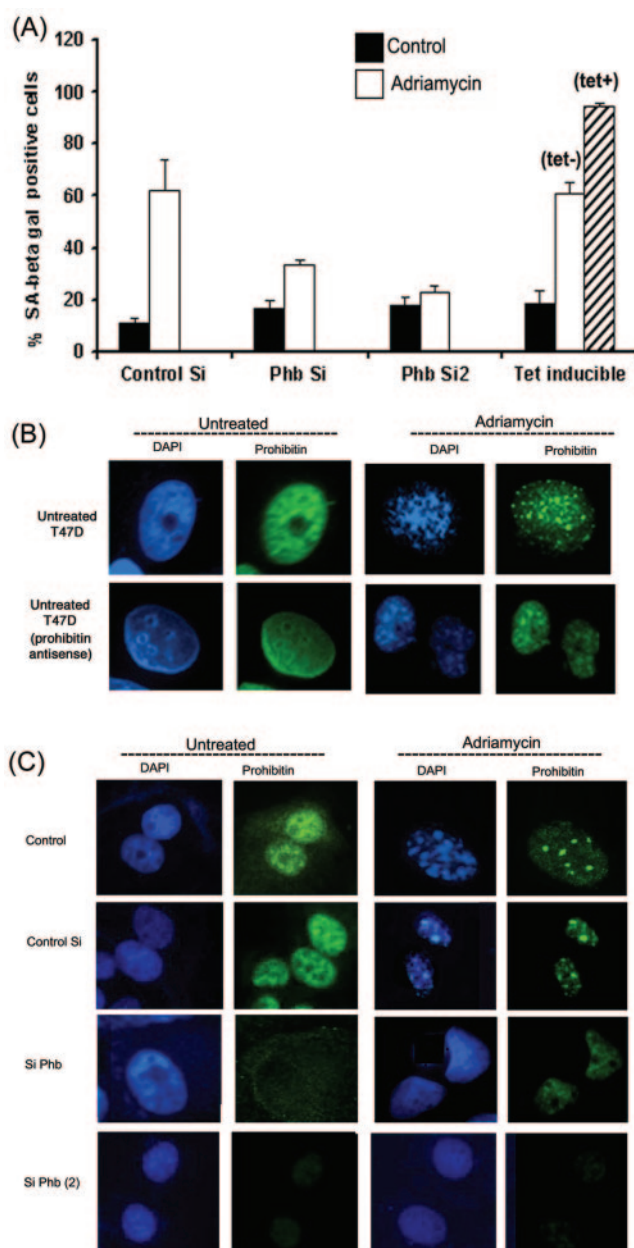 (A)
120
100
80
60
40
20
0
% SA-beta gal positive cells
Control
Adriamycin
(tet-)
(tet+)
Control Si
Phb Si
Phb Si2
Tet inducible
(B)
Untreated
Adriamycin
DAPI
Prohibitin
DAPI
Prohibitin
Untreated
T47D
Untreated
T47D
(prohibitin
antisense)
(C)
Untreated
Adriamycin
DAPI
Prohibitin
DAPI
Prohibitin
Control
Control Si
Si Phb
Si Phb (2)